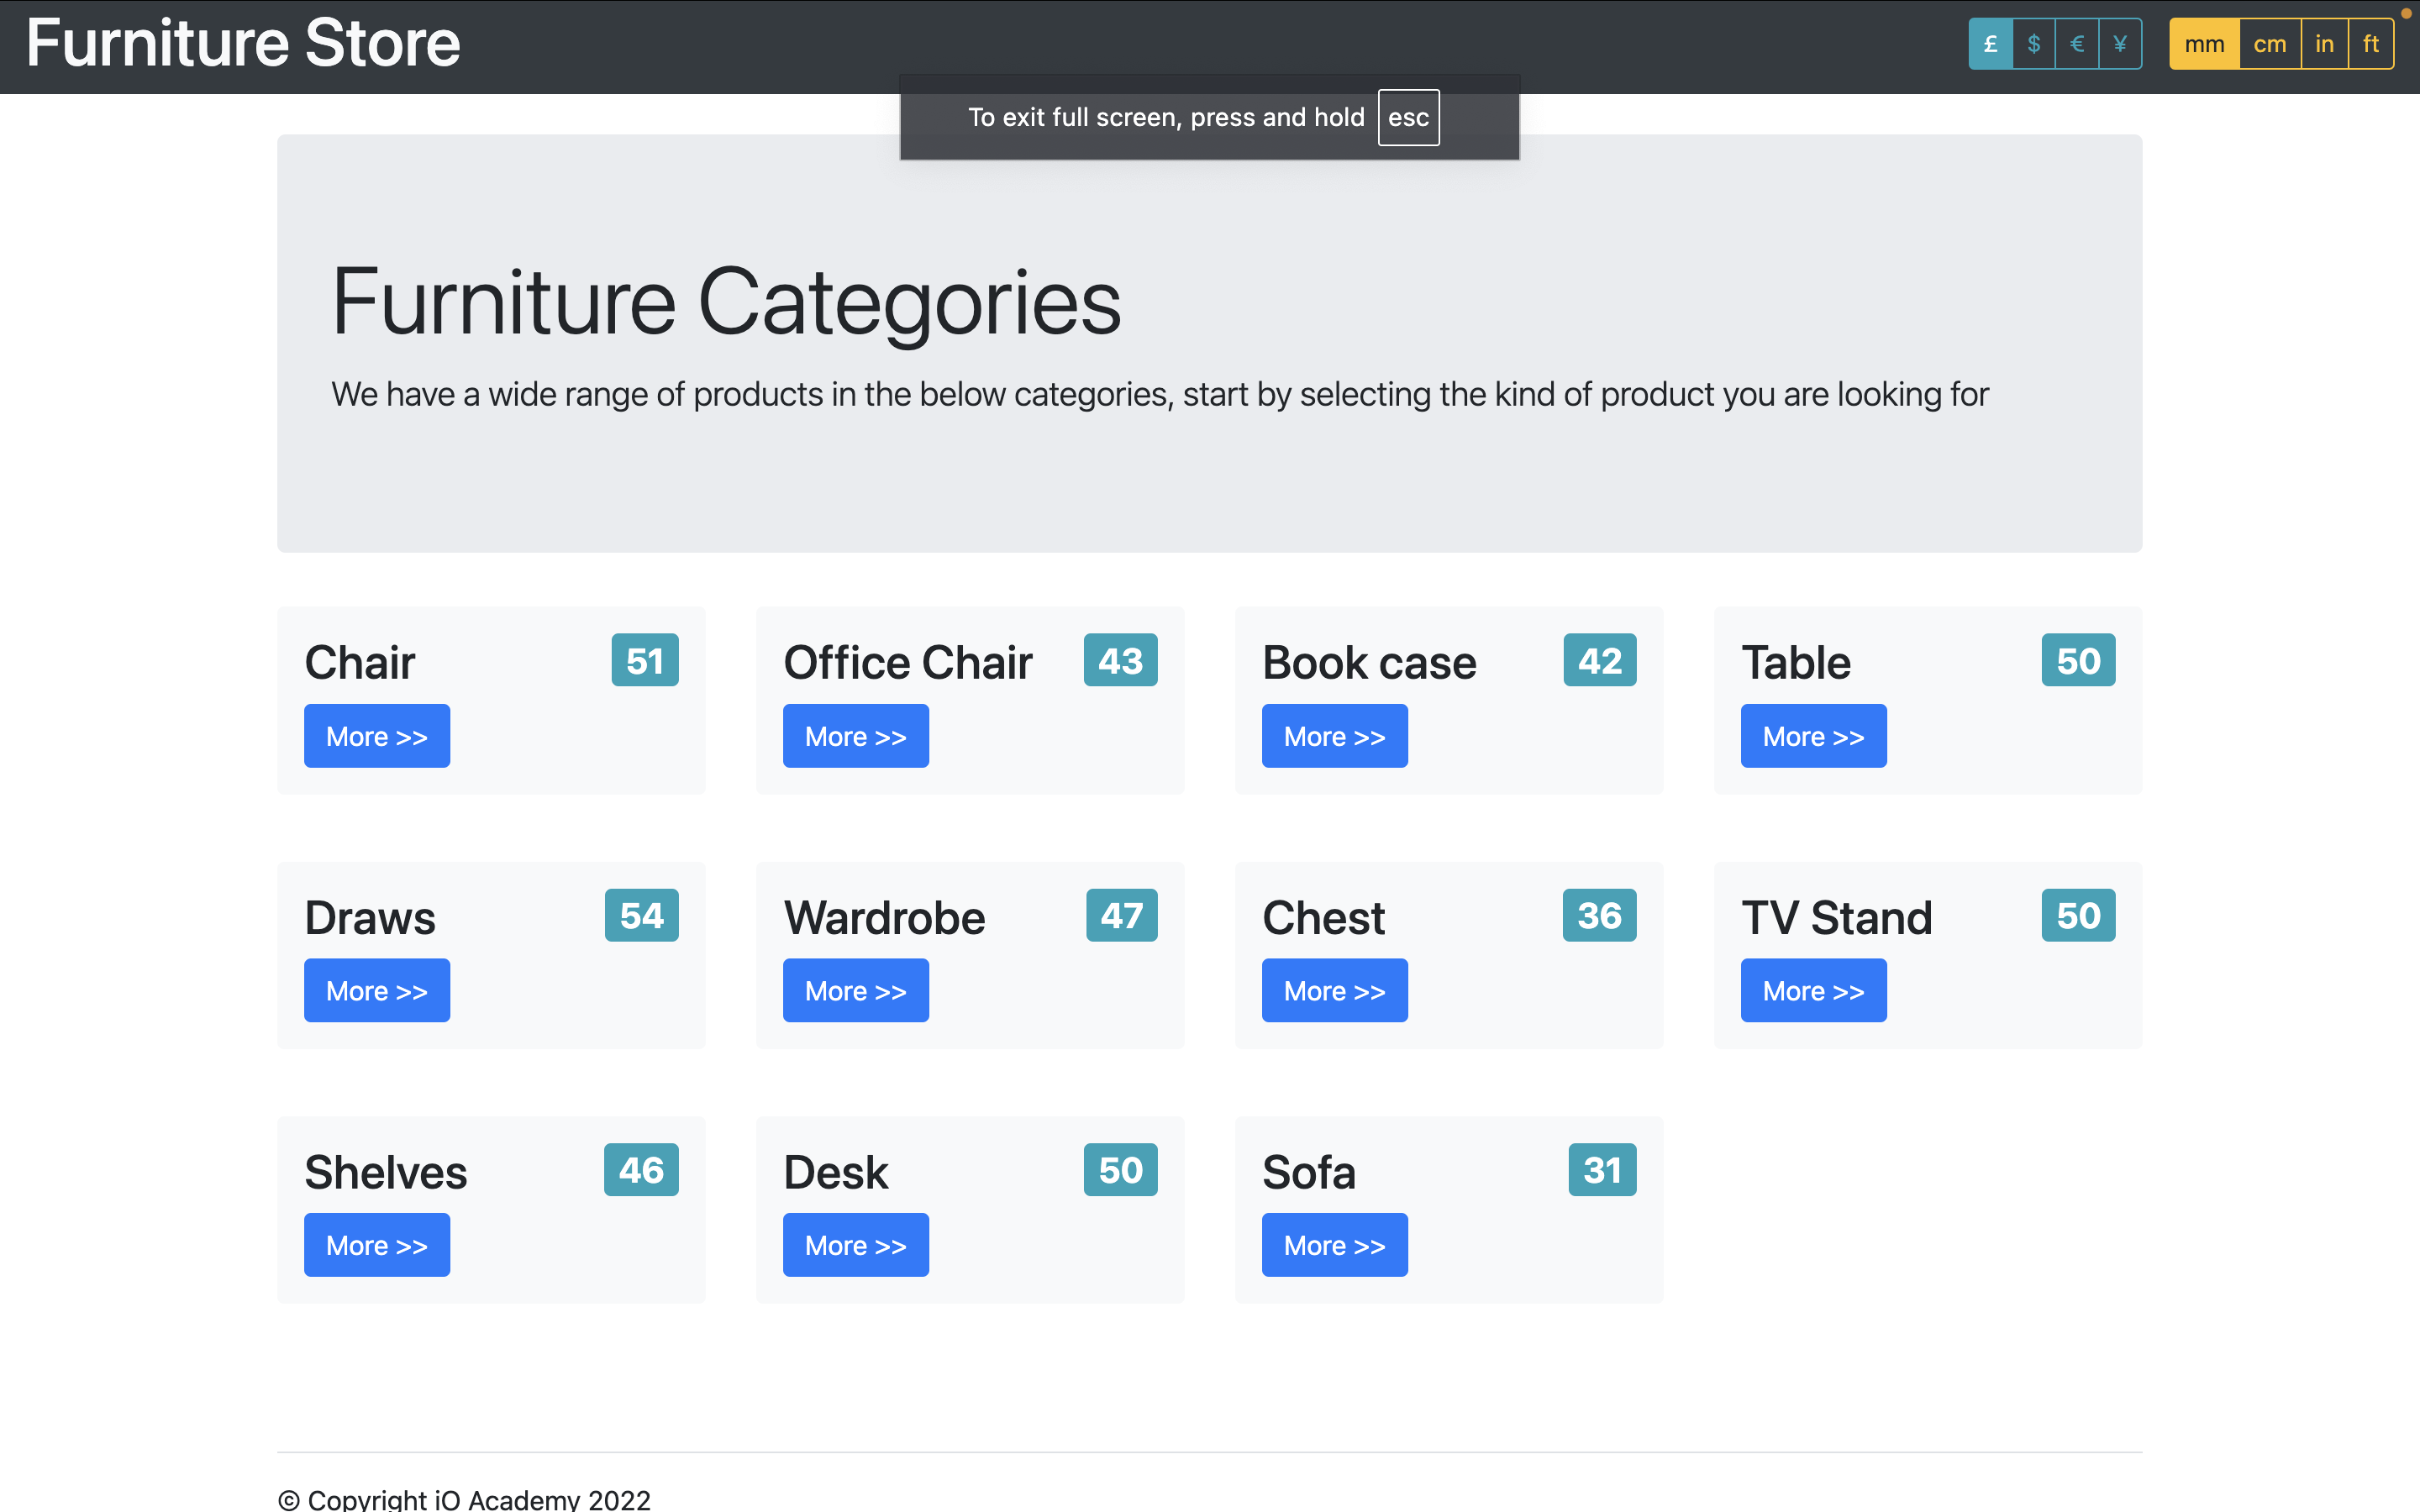 Furniture Store
£ $ € ¥ mm cm in ft
To exit full screen, press and hold esc
Furniture Categories
We have a wide range of products in the below categories, start by selecting the kind of product you are looking for
Chair 51 Office Chair 43 Book case 42 Table 50
More >> More >> More >> More >>
Draws 54 Wardrobe 47 Chest 36 TV Stand 50
More >> More >> More >> More >>
Shelves 46 Desk 50 Sofa 31
More >> More >> More >>
© Copyright iO Academy 2022